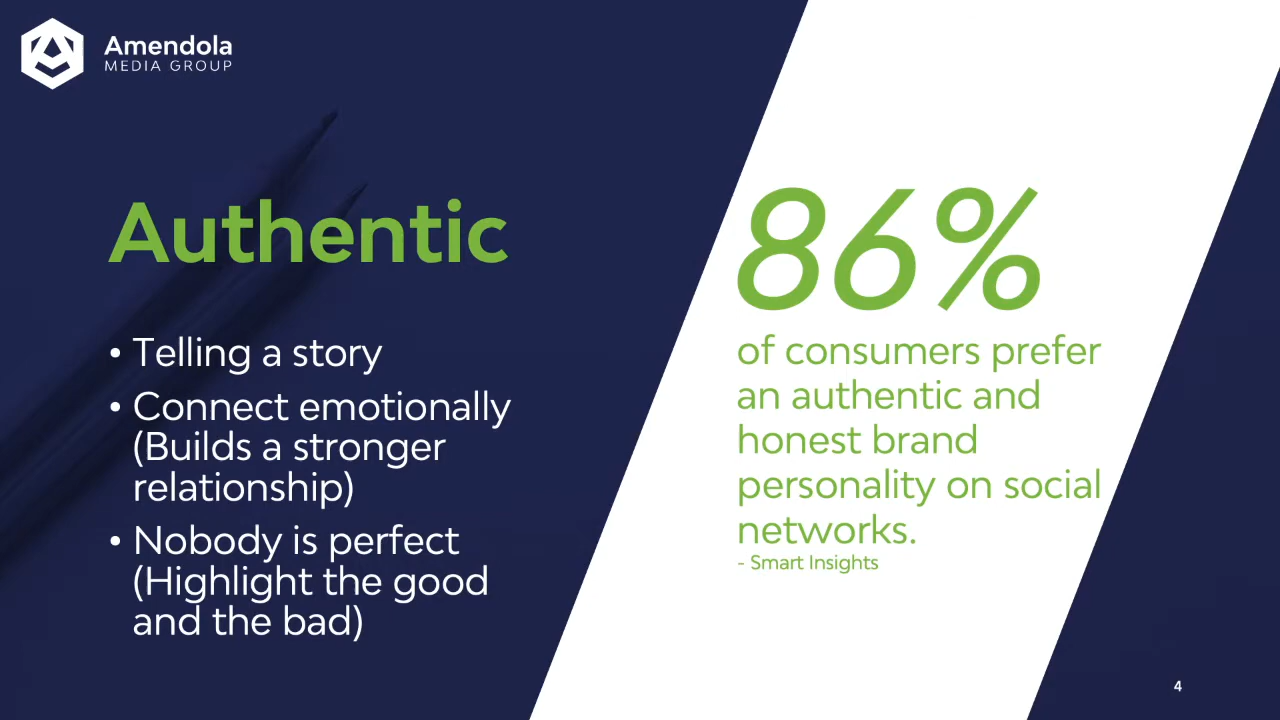 Amendola
MEDIA GROUP
Authentic
• Telling a story
• Connect emotionally
(Builds a stronger
relationship)
• Nobody is perfect
(Highlight the good
and the bad)
86%
of consumers prefer
an authentic and
honest brand
personality on social
networks.
- Smart Insights
4